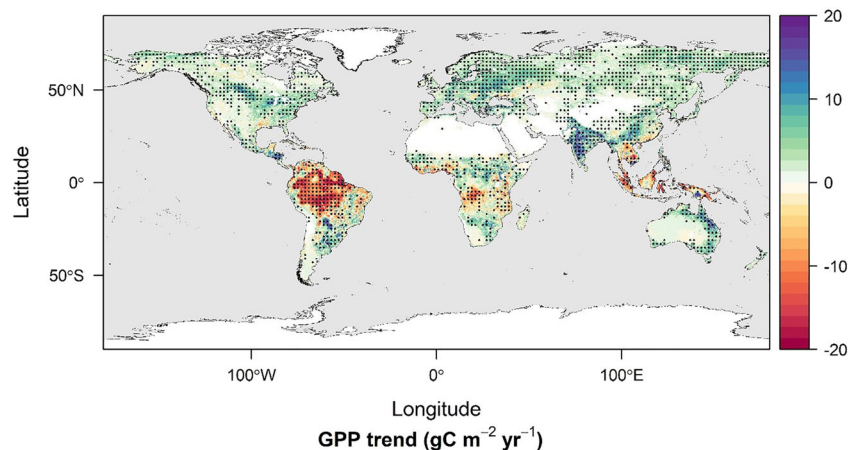 20
10
0
-10
-20
50°N
0°
50°S
Latitude
100°W
0°
100°E
Longitude
GPP trend (gC m⁻² yr⁻¹)